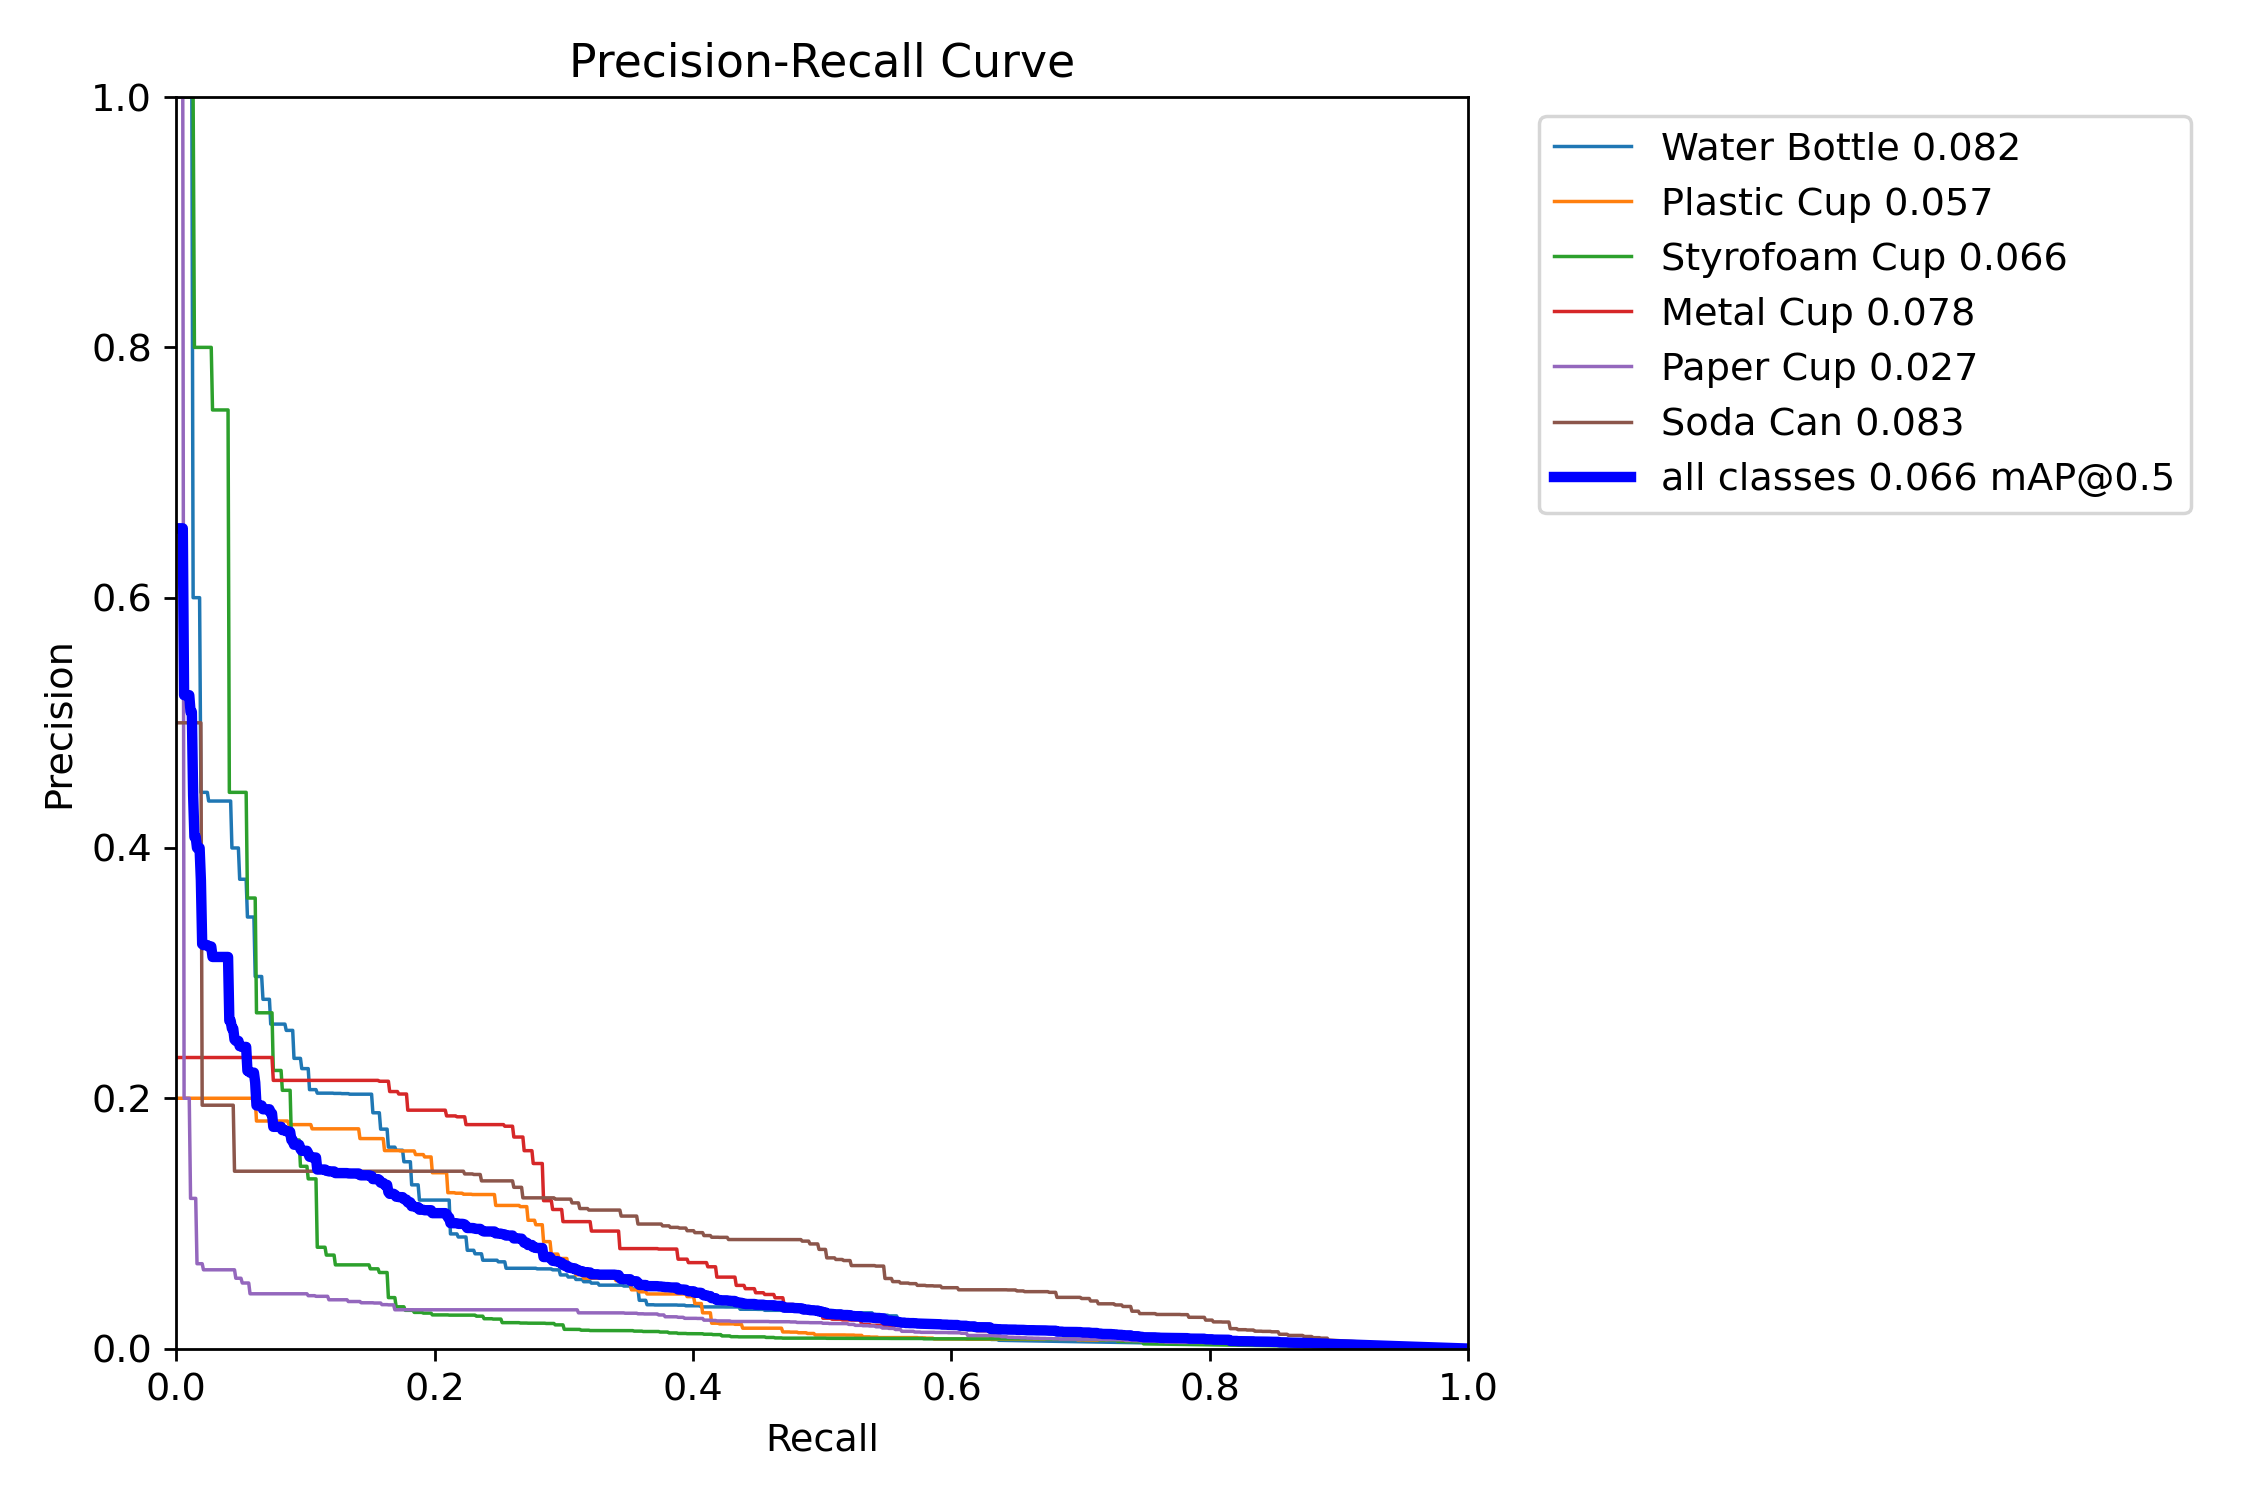 Precision-Recall Curve
1.0
0.8
0.6
0.4
0.2
0.0
Precision
0.0 0.2 0.4 0.6 0.8 1.0
Recall
Water Bottle 0.082
Plastic Cup 0.057
Styrofoam Cup 0.066
Metal Cup 0.078
Paper Cup 0.027
Soda Can 0.083
all classes 0.066 mAP@0.5